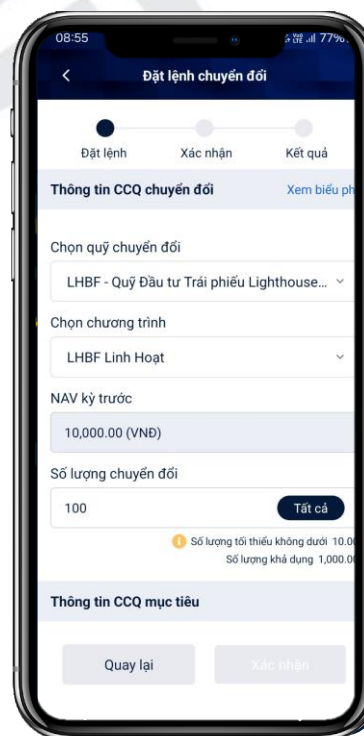 08:55 77%
Đặt lệnh chuyển đổi
Đặt lệnh Xác nhận Kết quả
Thông tin CCQ chuyển đổi Xem biểu ph
Chọn quỹ chuyển đổi
LHBF - Quỹ Đầu tư Trái phiếu Lighthouse...
Chọn chương trình
LHBF Linh Hoạt
NAV kỳ trước
10,000.00 (VNĐ)
Số lượng chuyển đổi
100 Tất cả
Số lượng tối thiểu không dưới 10.00
Số lượng khả dụng 1,000.00
Thông tin CCQ mục tiêu
Quay lại Xác nhận